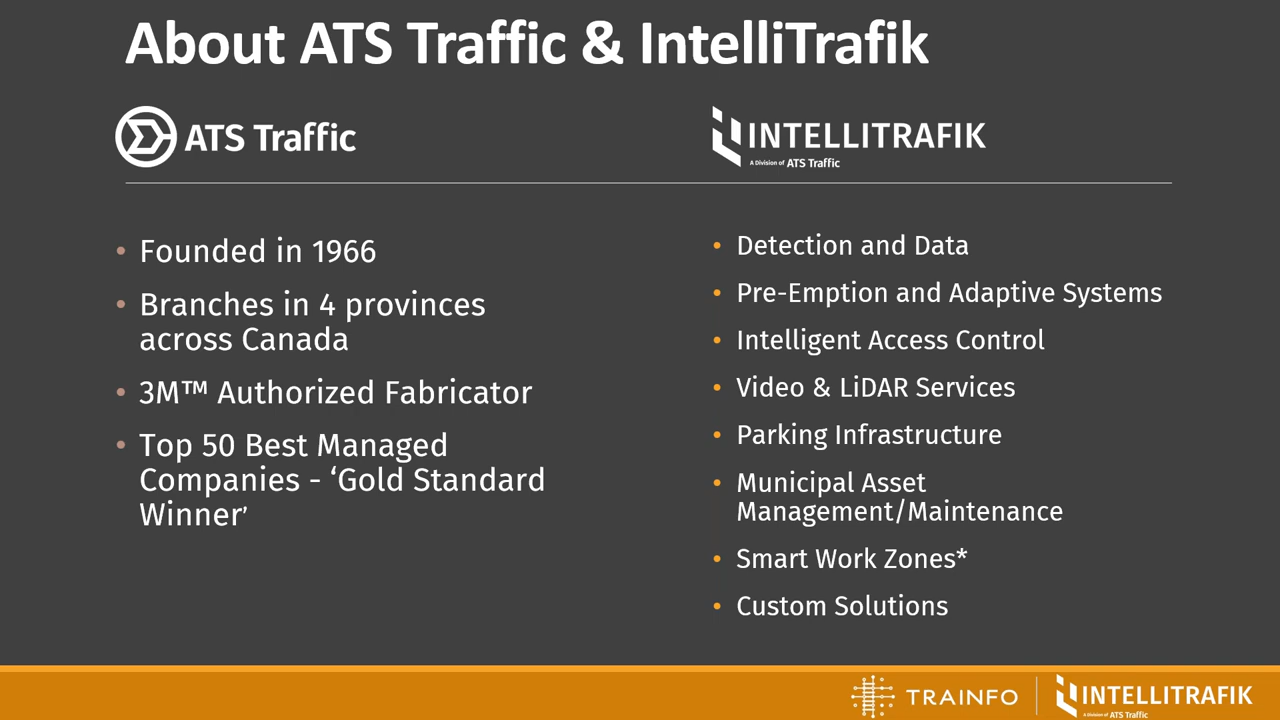 About ATS Traffic & IntelliTrafik
ATS Traffic
INTELLITRAFIK
A Division of ATS Traffic
• Founded in 1966
• Branches in 4 provinces
across Canada
• 3M™ Authorized Fabricator
• Top 50 Best Managed
Companies - ‘Gold Standard
Winner’
• Detection and Data
• Pre-Emption and Adaptive Systems
• Intelligent Access Control
• Video & LiDAR Services
• Parking Infrastructure
• Municipal Asset
Management/Maintenance
• Smart Work Zones*
• Custom Solutions
TRAINFO
INTELLITRAFIK
A Division of ATS Traffic